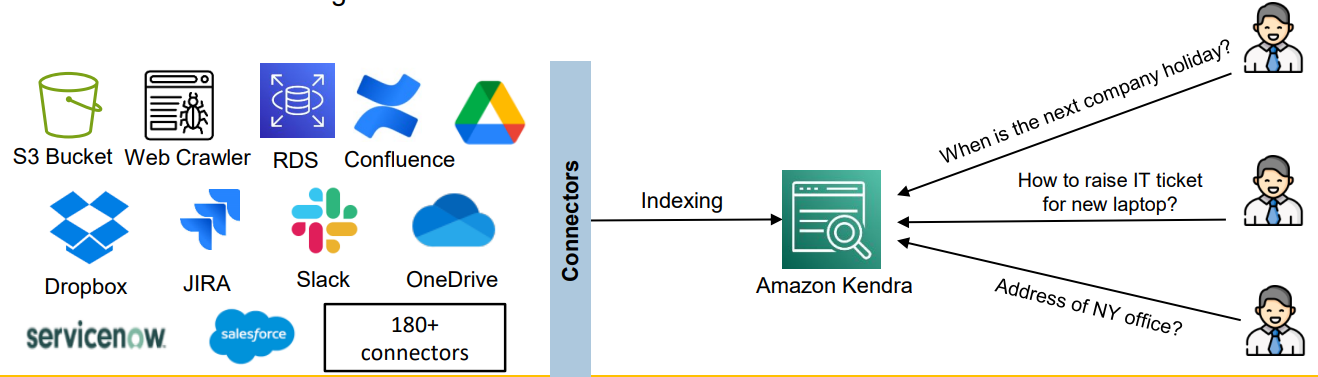 S3 Bucket
Web Crawler
RDS
Confluence
Dropbox
JIRA
Slack
OneDrive
servicenow.
salesforce
180+
connectors
Connectors
Indexing
Amazon Kendra
When is the next company holiday?
How to raise IT ticket
for new laptop?
Address of NY office?